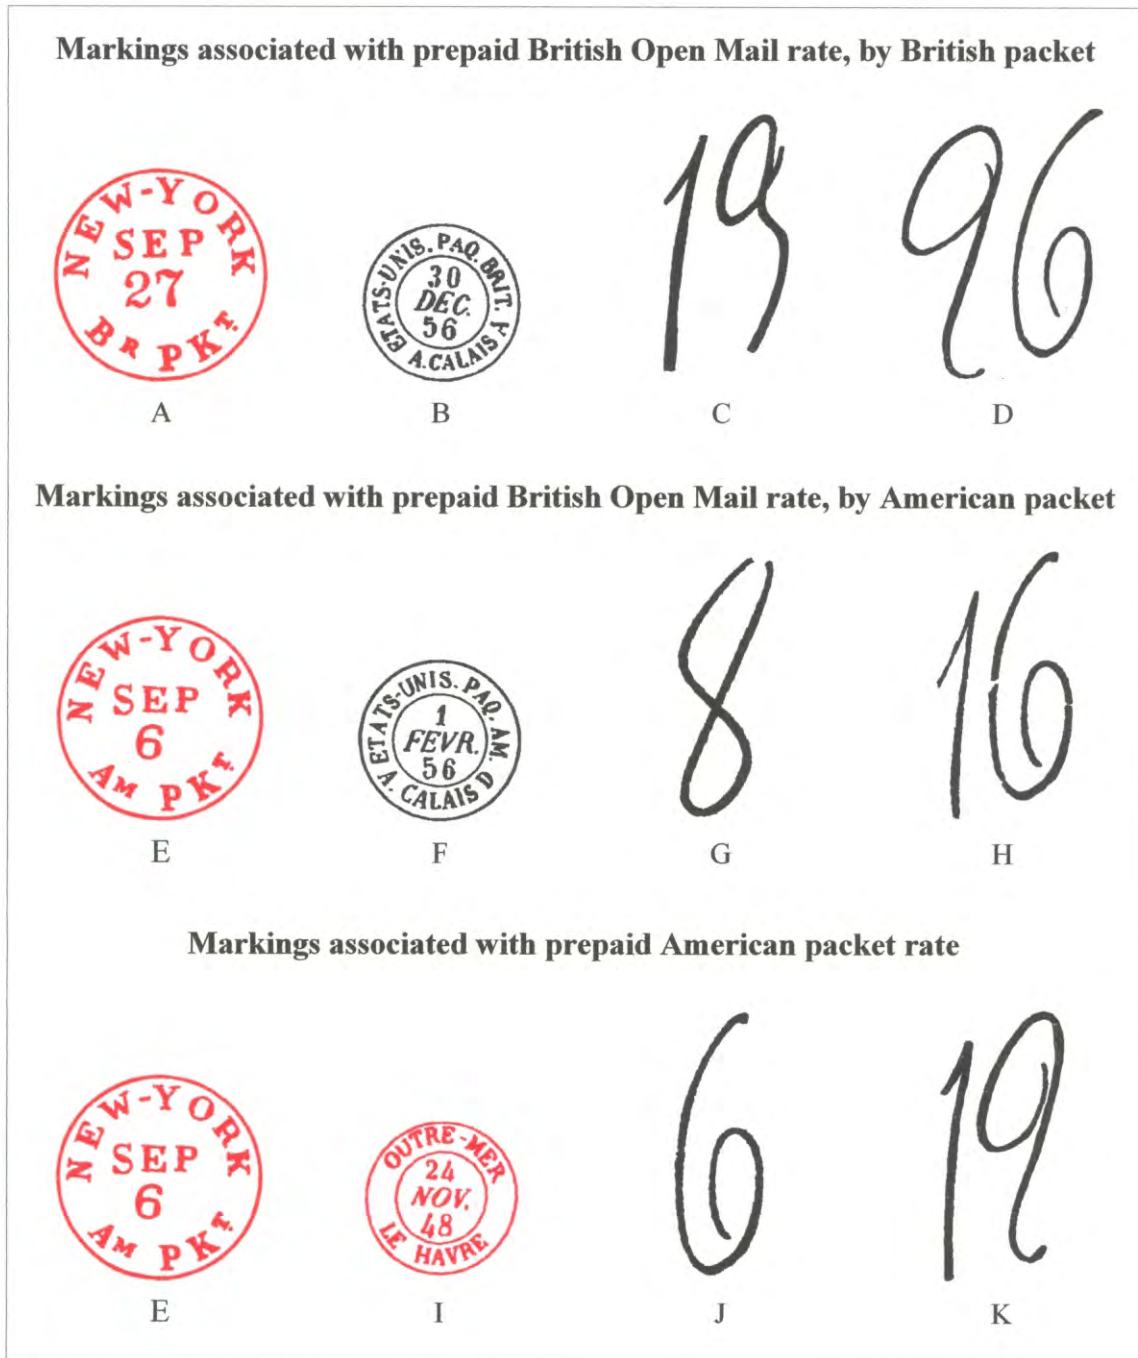 Markings associated with prepaid British Open Mail rate, by British packet
NEW-YORK
SEP
27
BR PKT.
ETATS-UNIS. PAQ. BRIT. V
30
DEC.
56
A. CALAIS
19
96
A
B
C
D
Markings associated with prepaid British Open Mail rate, by American packet
NEW-YORK
SEP
6
AM PKT.
ETATS-UNIS. PAQ. AM.
1
FEVR.
56
A. CALAIS D
8
16
E
F
G
H
Markings associated with prepaid American packet rate
NEW-YORK
SEP
6
AM PKT.
OUTRE-MER
24
NOV.
48
LE HAVRE
6
19
E
I
J
K